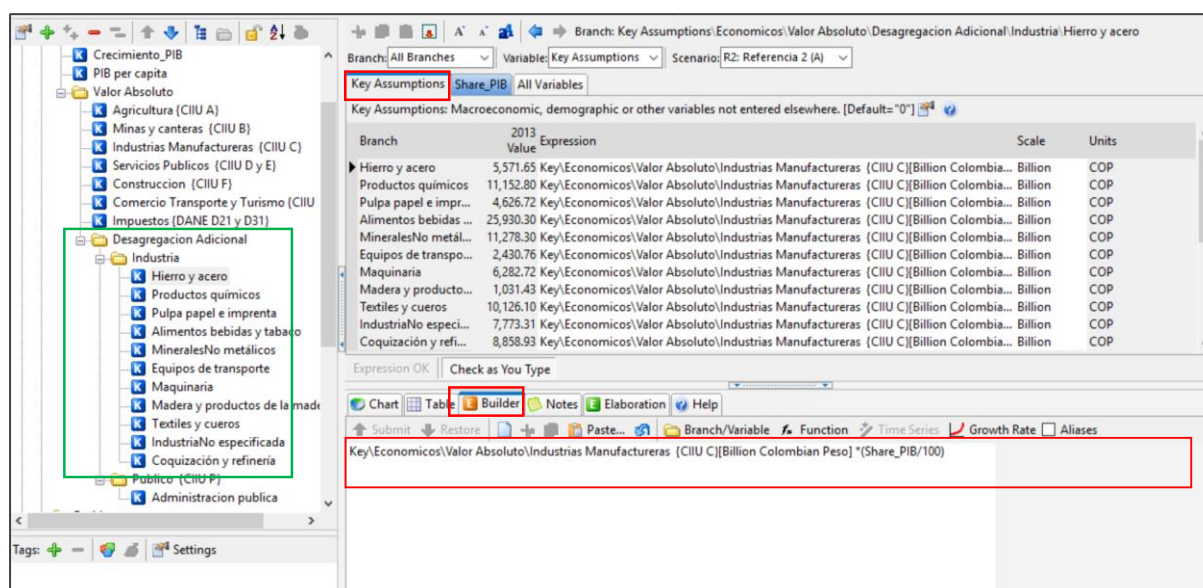 Crecimiento_PIB
PIB per capita
Valor Absoluto
Agricultura {CIIU A}
Minas y canteras {CIIU B}
Industrias Manufactureras {CIIU C}
Servicios Publicos {CIIU D y E}
Construccion {CIIU F}
Comercio Transporte y Turismo {CIIU
Impuestos {DANE D21 y D31}
Desagregacion Adicional
Industria
Hierro y acero
Productos químicos
Pulpa papel e imprenta
Alimentos bebidas y tabaco
MineralesNo metálicos
Equipos de transporte
Maquinaria
Madera y productos de la made
Textiles y cueros
IndustriaNo especificada
Coquización y refinería
Publico {CIIU P}
Administracion publica
Tags: Settings
Branch: Key Assumptions\Economicos\Valor Absoluto\Desagregacion Adicional\Industria\Hierro y acero
Branch: All Branches Variable: Key Assumptions Scenario: R2: Referencia 2 (A)
Key Assumptions Share_PIB All Variables
Key Assumptions: Macroeconomic, demographic or other variables not entered elsewhere. [Default="0"]
Branch 2013 Value Expression Scale Units
Hierro y acero 5,571.65 Key\Economicos\Valor Absoluto\Industrias Manufactureras {CIIU C}[Billion Colombia... Billion COP
Productos químicos 11,152.80 Key\Economicos\Valor Absoluto\Industrias Manufactureras {CIIU C}[Billion Colombia... Billion COP
Pulpa papel e impr... 4,626.72 Key\Economicos\Valor Absoluto\Industrias Manufactureras {CIIU C}[Billion Colombia... Billion COP
Alimentos bebidas ... 25,930.30 Key\Economicos\Valor Absoluto\Industrias Manufactureras {CIIU C}[Billion Colombia... Billion COP
MineralesNo metál... 11,278.30 Key\Economicos\Valor Absoluto\Industrias Manufactureras {CIIU C}[Billion Colombia... Billion COP
Equipos de transpo... 2,430.76 Key\Economicos\Valor Absoluto\Industrias Manufactureras {CIIU C}[Billion Colombia... Billion COP
Maquinaria 6,282.72 Key\Economicos\Valor Absoluto\Industrias Manufactureras {CIIU C}[Billion Colombia... Billion COP
Madera y producto... 1,031.43 Key\Economicos\Valor Absoluto\Industrias Manufactureras {CIIU C}[Billion Colombia... Billion COP
Textiles y cueros 10,126.10 Key\Economicos\Valor Absoluto\Industrias Manufactureras {CIIU C}[Billion Colombia... Billion COP
IndustriaNo especi... 7,773.31 Key\Economicos\Valor Absoluto\Industrias Manufactureras {CIIU C}[Billion Colombia... Billion COP
Coquización y refi... 8,858.93 Key\Economicos\Valor Absoluto\Industrias Manufactureras {CIIU C}[Billion Colombia... Billion COP
Expression OK Check as You Type
Chart Table Builder Notes Elaboration Help
Submit Restore Paste... Branch/Variable Function Time Series Growth Rate Aliases
Key\Economicos\Valor Absoluto\Industrias Manufactureras {CIIU C}[Billion Colombian Peso] *(Share_PIB/100)